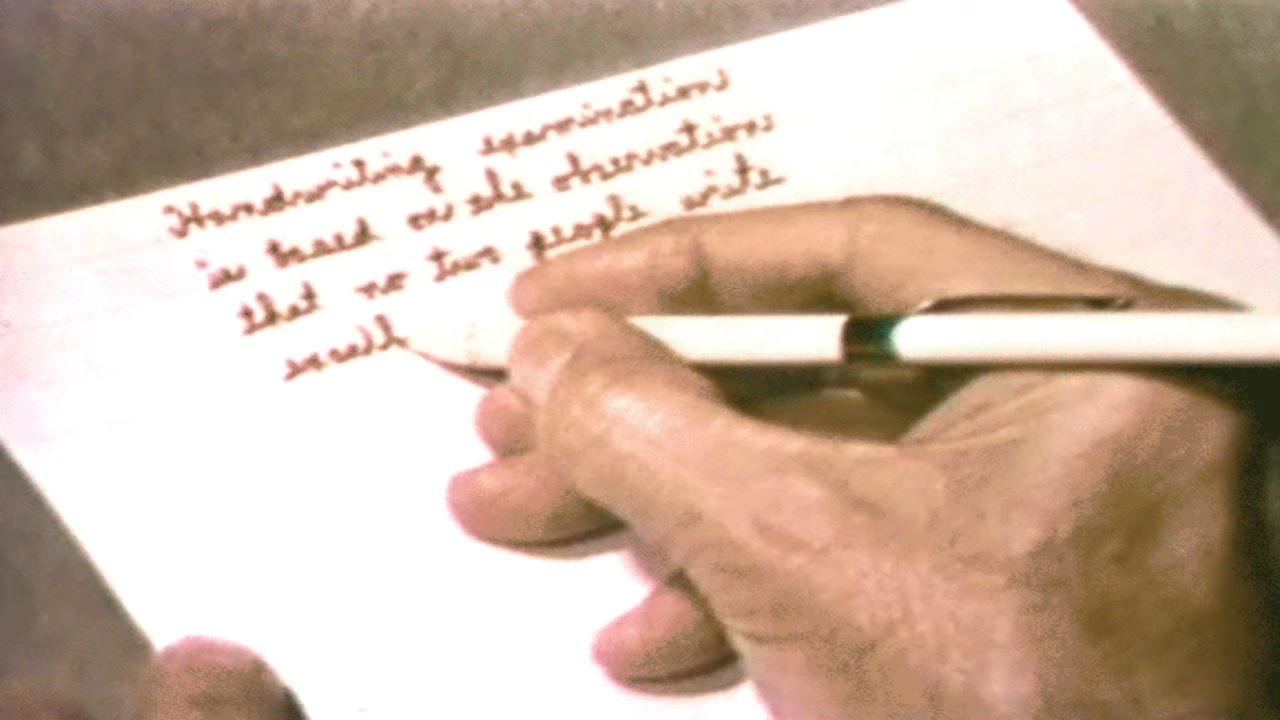 Handwriting examination
is based on the observations
that no two people write